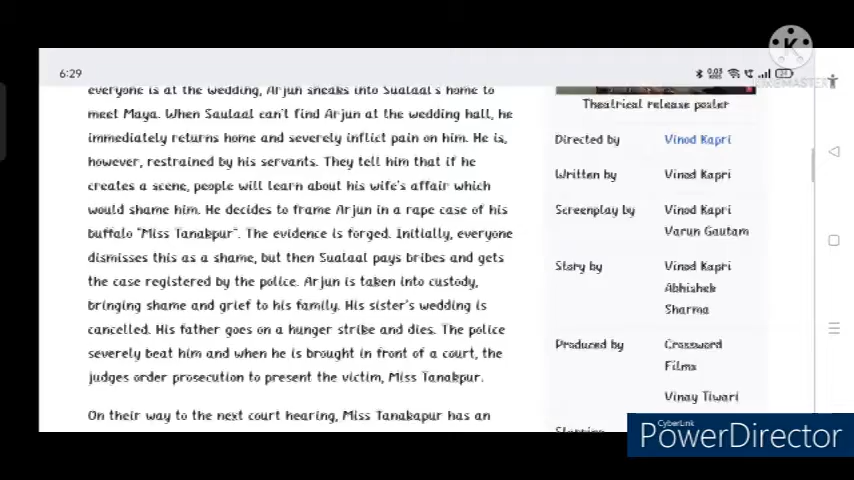 6:29
everyone is at the wedding, Arjun sneaks into Sualaal's home to
meet Maya. When Saulaal can't find Arjun at the wedding hall, he
immediately returns home and severely inflict pain on him. He is,
however, restrained by his servants. They tell him that if he
creates a scene, people will learn about his wife's affair which
would shame him. He decides to frame Arjun in a rape case of his
buffalo "Miss Tanakpur". The evidence is forged. Initially, everyone
dismisses this as a shame, but then Sualaal pays bribes and gets
the case registered by the police. Arjun is taken into custody,
bringing shame and grief to his family. His sister's wedding is
cancelled. His father goes on a hunger strike and dies. The police
severely beat him and when he is brought in front of a court, the
judges order prosecution to present the victim, Miss Tanakpur.
On their way to the next court hearing, Miss Tanakapur has an
Theatrical release poster
Directed by Vinod Kapri
Written by Vinod Kapri
Screenplay by Vinod Kapri
Varun Gautam
Story by Vinod Kapri
Abhishek
Sharma
Produced by Crossword
Films
Vinay Tiwari
K
KINEMASTER
CyberLink
PowerDirector